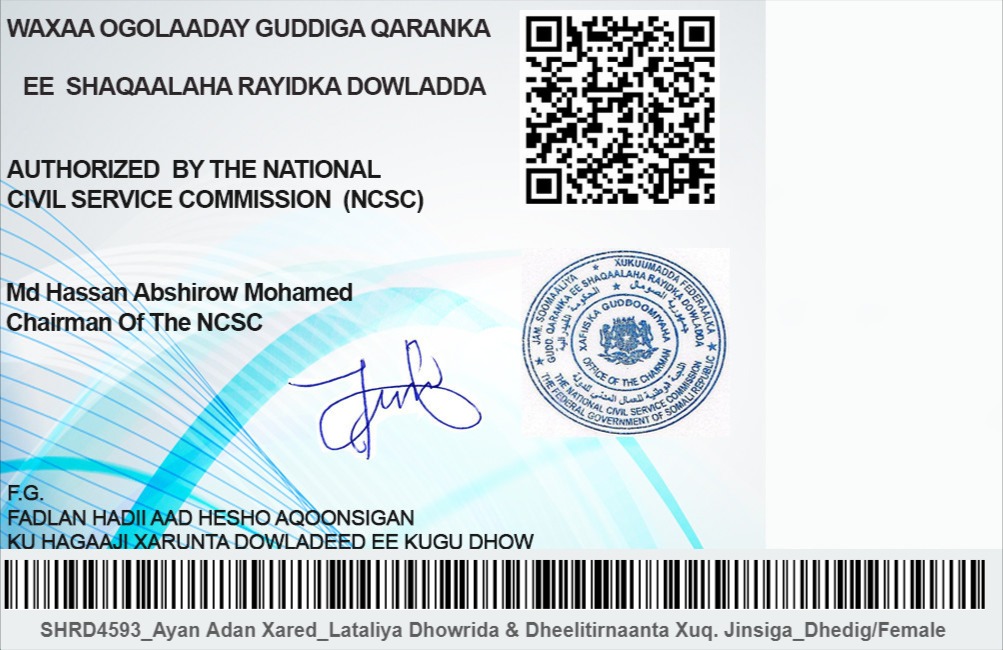 WAXAA OGOLAADAY GUDDIGA QARANKA
EE SHAQAALAHA RAYIDKA DOWLADDA
AUTHORIZED BY THE NATIONAL
CIVIL SERVICE COMMISSION (NCSC)
Md Hassan Abshirow Mohamed
Chairman Of The NCSC
JAM. SOOMAALIYA ★ XUKUUMADDA FEDERAALKA
GUDD. QARANKA EE SHAQAALAHA RAYIDKA DOWLADDA
جمهورية الصومال
XAFIISKA GUDDOOMIYAHA
OFFICE OF THE CHAIRMAN
THE NATIONAL CIVIL SERVICE COMMISSION
THE FEDERAL GOVERNMENT OF SOMALI REPUBLIC
F.G.
FADLAN HADII AAD HESHO AQOONSIGAN
KU HAGAAJI XARUNTA DOWLADEED EE KUGU DHOW
SHRD4593_Ayan Adan Xared_Lataliya Dhowrida & Dheelitirnaanta Xuq. Jinsiga_Dhedig/Female